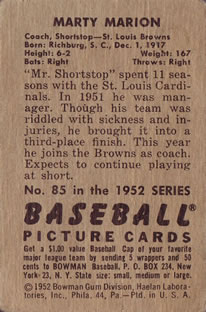 MARTY MARION
Coach, Shortstop—St. Louis Browns
Born: Richburg, S. C., Dec. 1, 1917
Height: 6-2 Weight: 167
Bats: Right Throws: Right
"Mr. Shortstop" spent 11 sea-
sons with the St. Louis Cardi-
nals. In 1951 he was man-
ager. Though his team was
riddled with sickness and in-
juries, he brought it into a
third-place finish. This year
he joins the Browns as coach.
Expects to continue playing
at short.
No. 85 in the 1952 SERIES
BASEBALL®
PICTURE CARDS
Get a $1.00 value Baseball Cap of your favorite
major league team by sending 5 wrappers and 50
cents to BOWMAN Baseball, P. O. BOX 234, New
York 23, N. Y. State size: small, medium or large.
©1952 Bowman Gum Division, Haelan Labora-
tories, Inc., Phila. 44, Pa.—Ptd. in U. S. A.